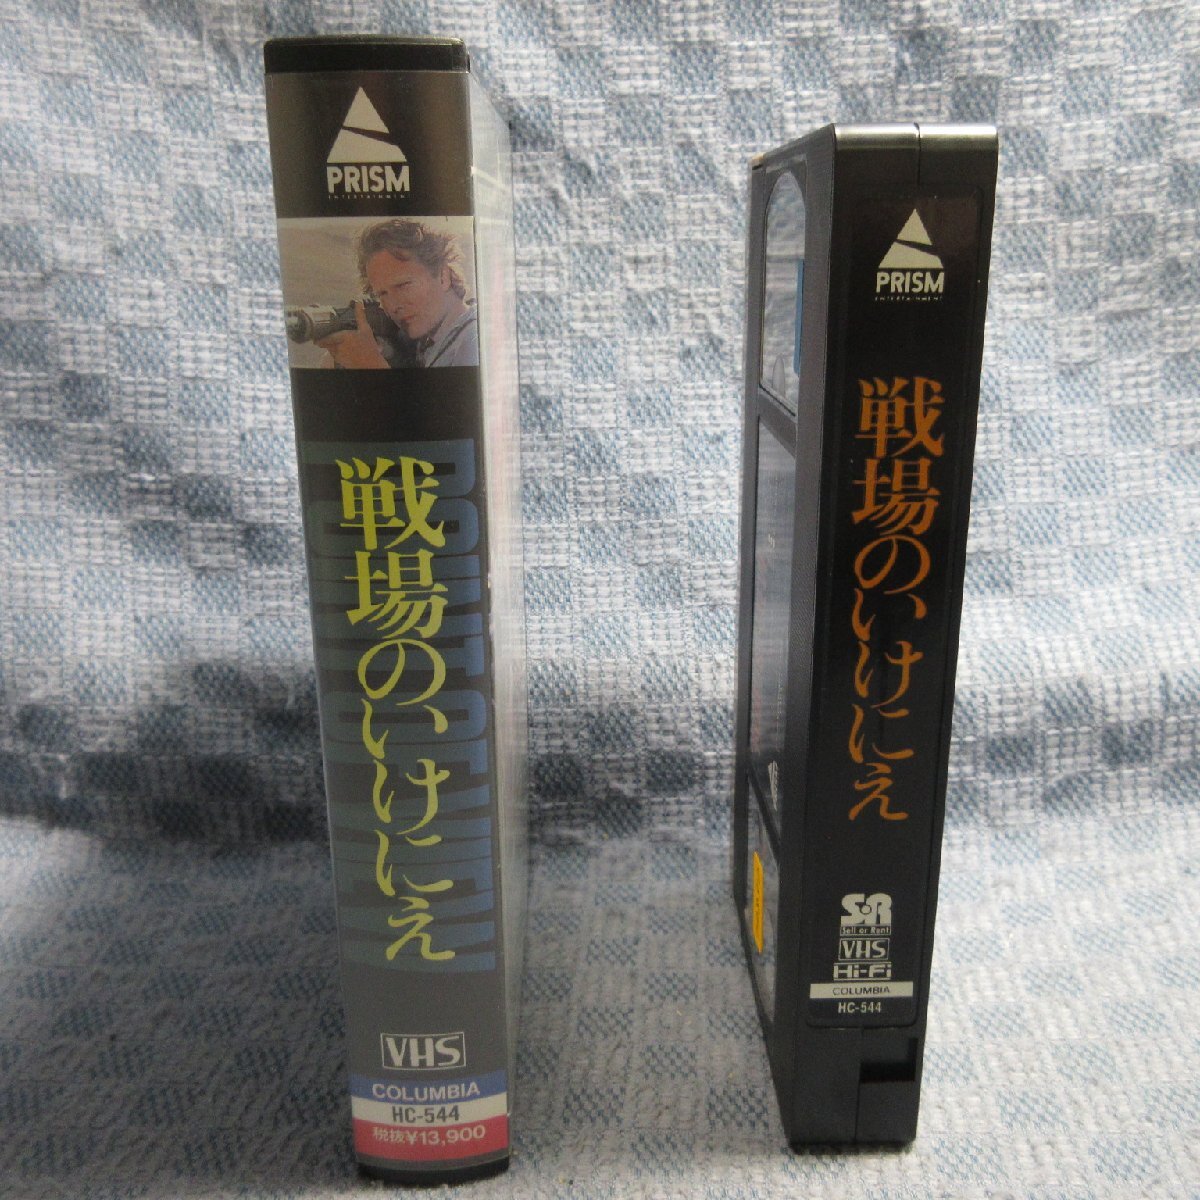 PRISM
ENTERTAINMENT
戦場のいけにえ
VHS
COLUMBIA
HC-544
税抜¥13,900
PRISM
ENTERTAINMENT
戦場のいけにえ
SoR
Sell or Rent
VHS
Hi-Fi
COLUMBIA
HC-544